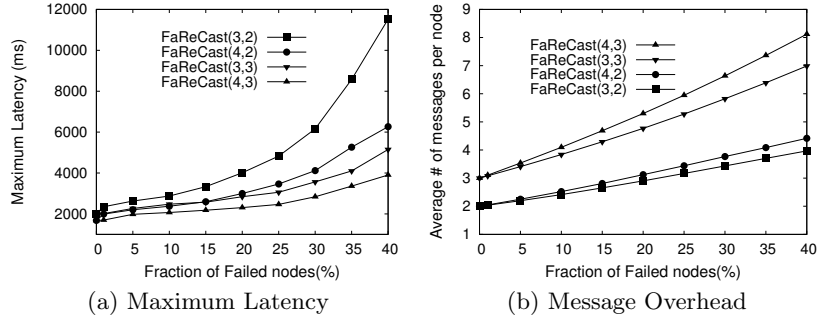 12000
10000
8000
6000
4000
2000
Maximum Latency (ms)
FaReCast(3,2)
FaReCast(4,2)
FaReCast(3,3)
FaReCast(4,3)
0 5 10 15 20 25 30 35 40
Fraction of Failed nodes(%)
(a) Maximum Latency
9
8
7
6
5
4
3
2
1
Average # of messages per node
FaReCast(4,3)
FaReCast(3,3)
FaReCast(4,2)
FaReCast(3,2)
0 5 10 15 20 25 30 35 40
Fraction of Failed nodes(%)
(b) Message Overhead